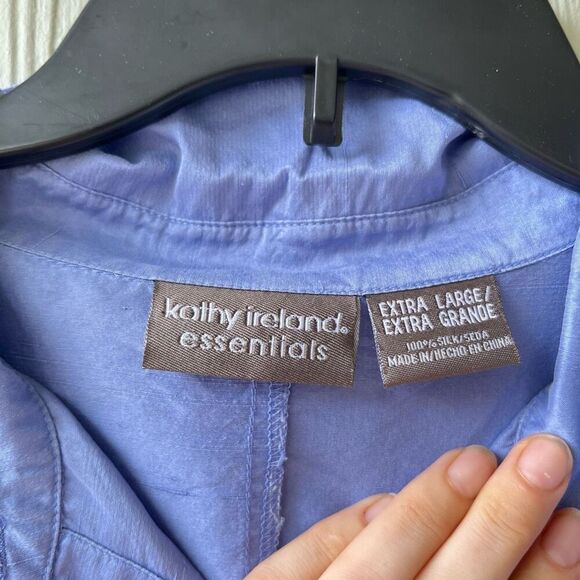 kathy ireland®
essentials
EXTRA LARGE/
EXTRA GRANDE
100% SILK/SEDA
MADE IN/HECHO EN CHINA